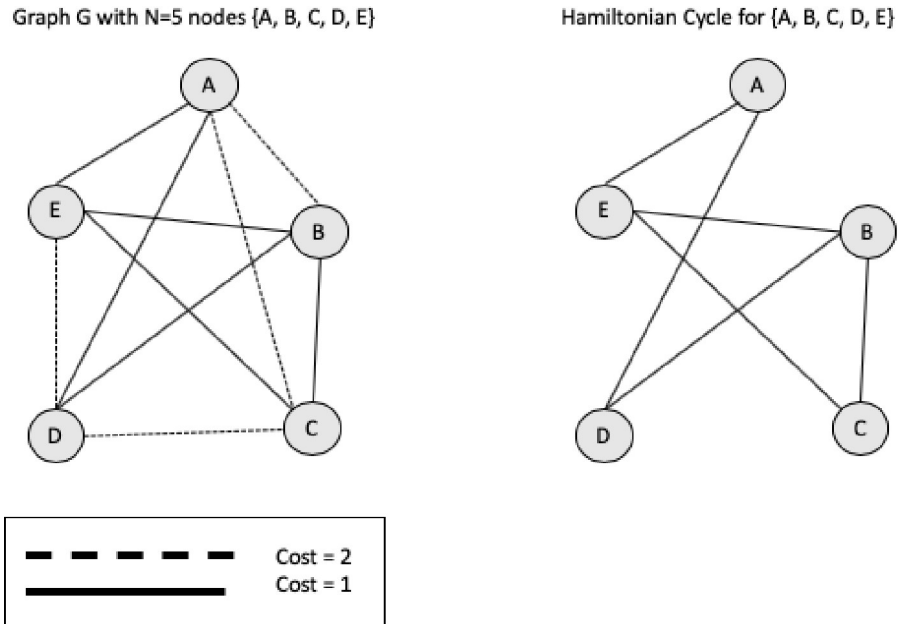 Graph G with N=5 nodes {A, B, C, D, E}
A
E
B
D
C
Cost = 2
Cost = 1
Hamiltonian Cycle for {A, B, C, D, E}
A
E
B
D
C